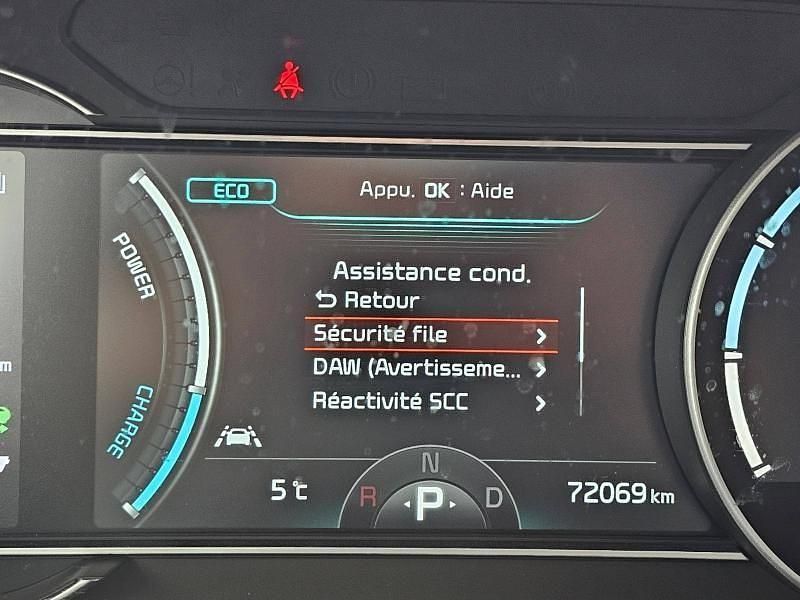 ECO
Appu. OK : Aide
POWER
CHARGE
Assistance cond.
Retour
Sécurité file
DAW (Avertisseme...
Réactivité SCC
N
R P D
5 °C
72069 km
m